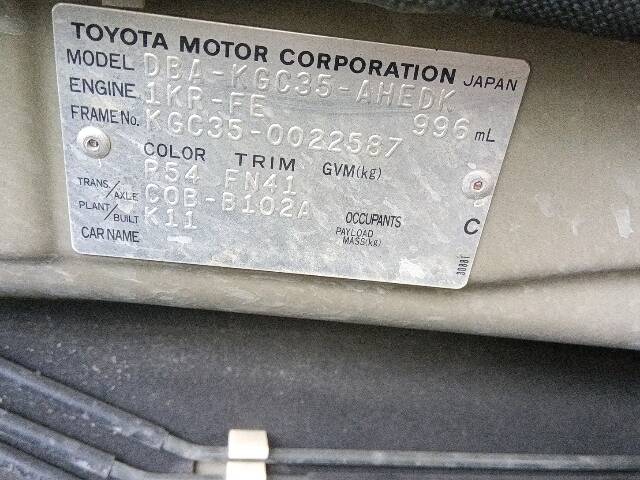 TOYOTA MOTOR CORPORATION JAPAN
MODEL DBA-KGC35-AHEDK
ENGINE 1KR-FE 996 mL
FRAME No. KGC35-0022587
COLOR TRIM GVM(kg)
R54 FN41
TRANS./AXLE C0B-B102A
PLANT/BUILT K11 OCCUPANTS C
CAR NAME PAYLOAD MASS(kg)